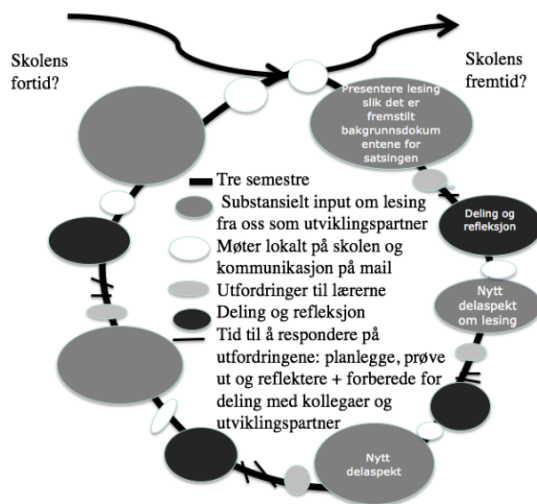 Skolens
fortid?
Skolens
fremtid?
Presentere lesing
slik det er
fremstilt
bakgrunnsdokum
entene for
satsingen
Tre semestre
Substansielt input om lesing
fra oss som utviklingspartner
Møter lokalt på skolen og
kommunikasjon på mail
Utfordringer til lærerne
Deling og refleksjon
Tid til å respondere på
utfordringene: planlegge, prøve
ut og reflektere + forberede for
deling med kollegaer og
utviklingspartner
Deling og
refleksjon
Nytt
delaspekt
om lesing
Nytt
delaspekt